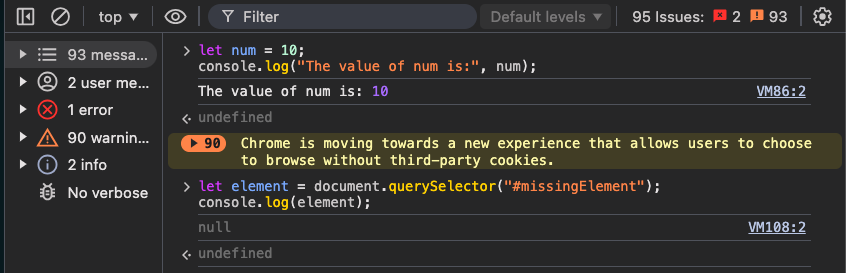 top ▾ Filter Default levels ▾ 95 Issues: 2 93
93 messa...
2 user me...
1 error
90 warnin...
2 info
No verbose
let num = 10;
console.log("The value of num is:", num);
The value of num is: 10 VM86:2
undefined
90 Chrome is moving towards a new experience that allows users to choose
to browse without third-party cookies.
let element = document.querySelector("#missingElement");
console.log(element);
null VM108:2
undefined